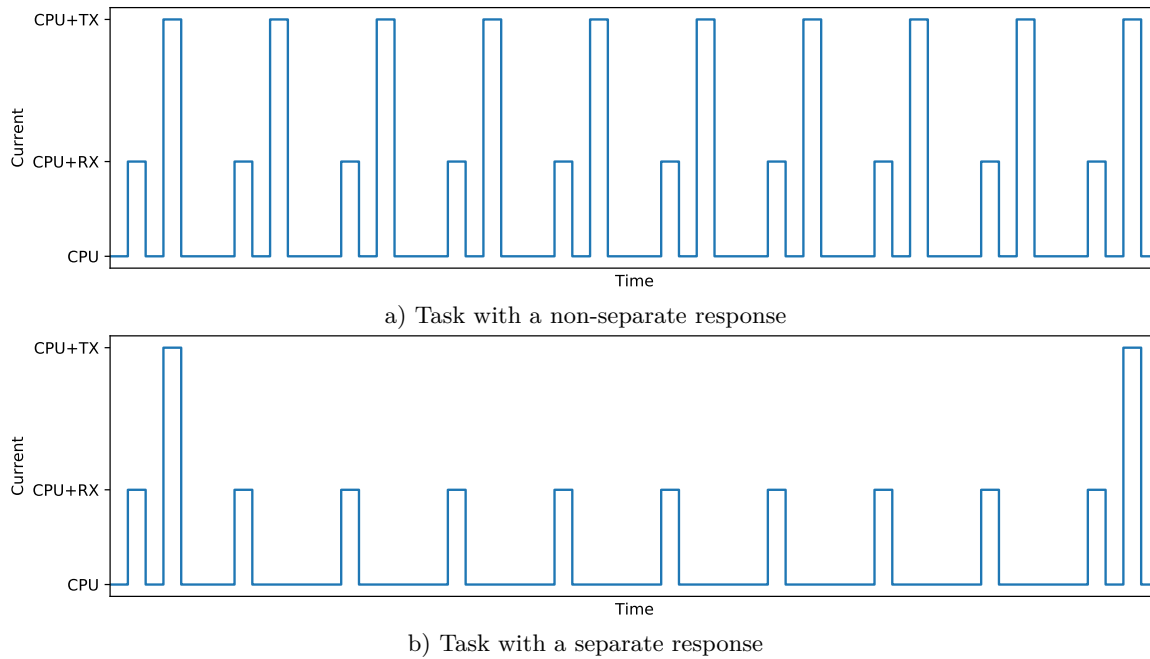 CPU+TX
Current
CPU+RX
CPU
Time
a) Task with a non-separate response
CPU+TX
Current
CPU+RX
CPU
Time
b) Task with a separate response